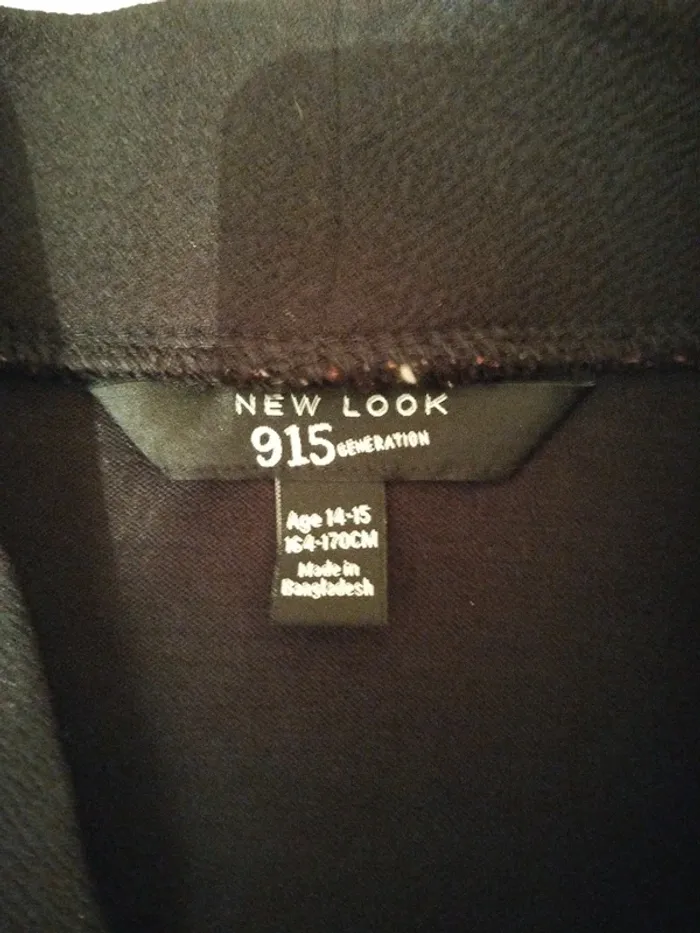 NEW LOOK
915 GENERATION
Age 14-15
164-170CM
Made in
Bangladesh